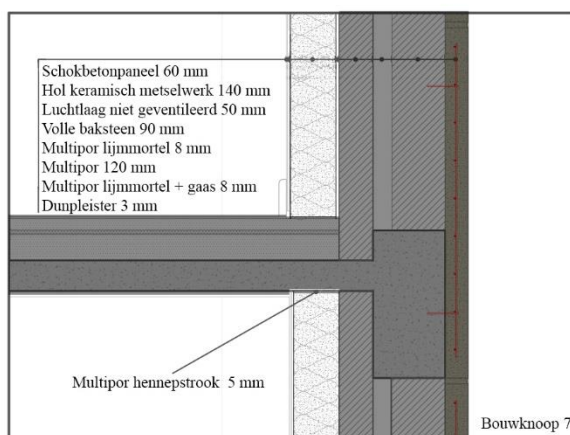 Schokbetonpaneel 60 mm
Hol keramisch metselwerk 140 mm
Luchtlaag niet geventileerd 50 mm
Volle baksteen 90 mm
Multipor lijmmortel 8 mm
Multipor 120 mm
Multipor lijmmortel + gaas 8 mm
Dunpleister 3 mm
Multipor hennepstrook 5 mm
Bouwknoop 7